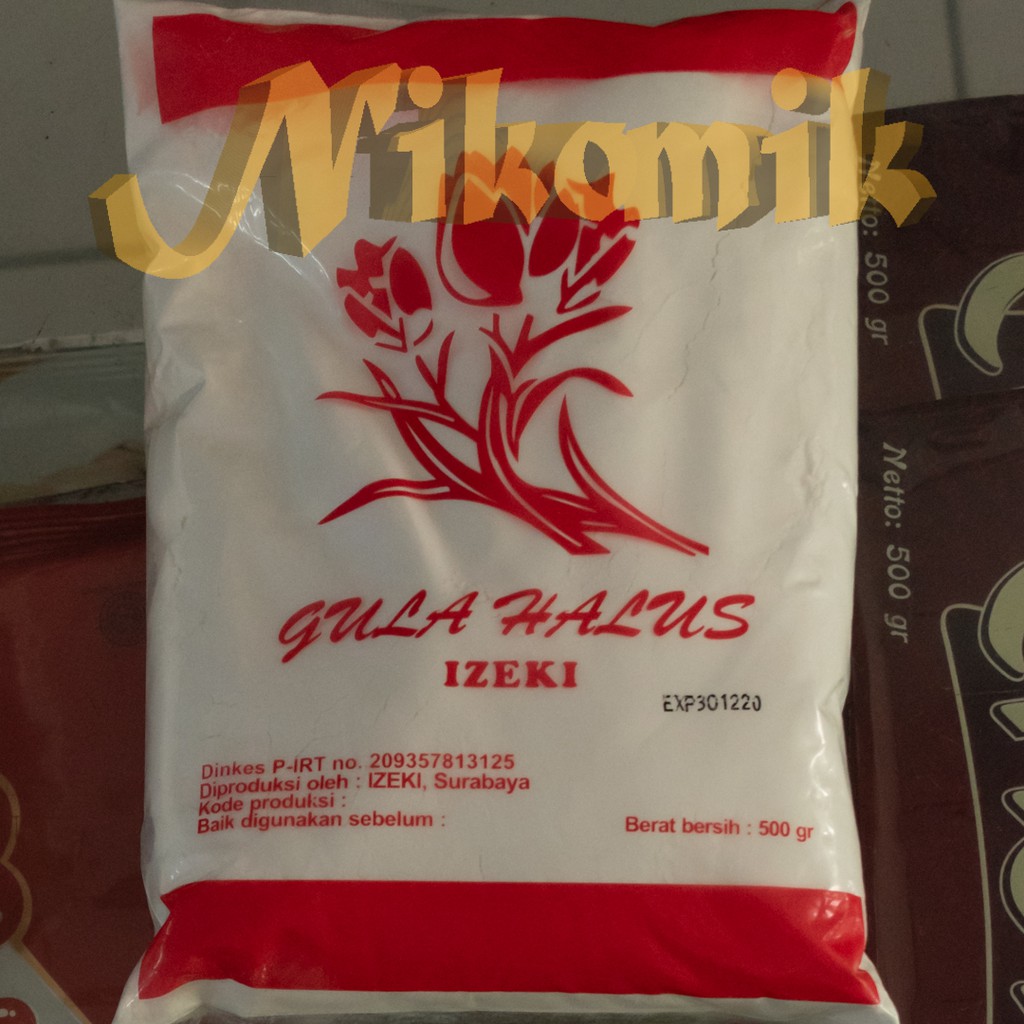 Nikomik
GULA HALUS
IZEKI
EXP301220
Dinkes P-IRT no. 209357813125
Diproduksi oleh : IZEKI, Surabaya
Kode produksi :
Baik digunakan sebelum :
Berat bersih : 500 gr
Netto: 500 gr
Netto: 500 gr